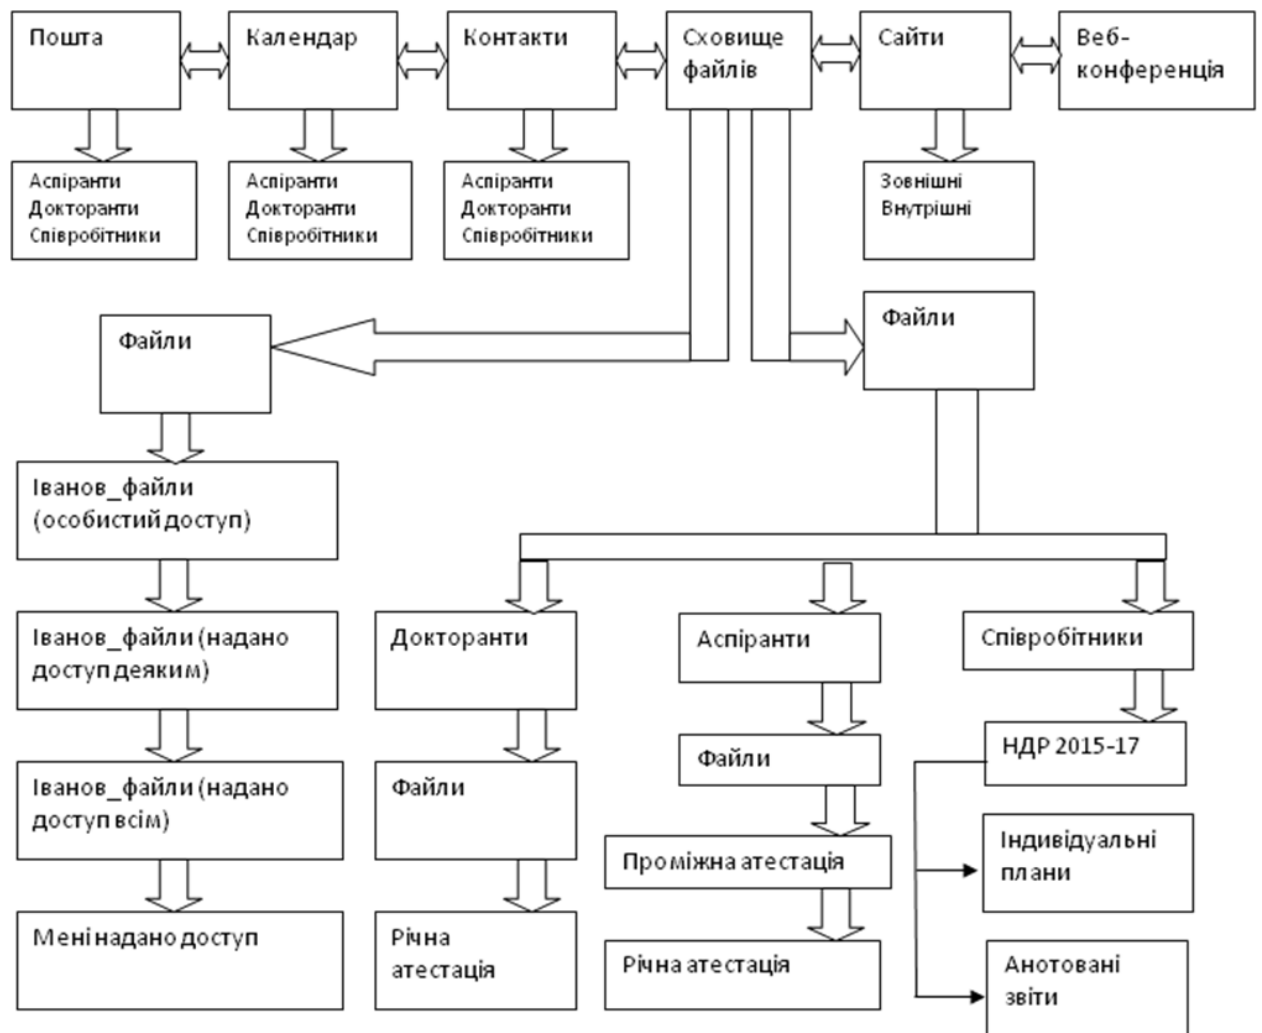 Пошта
Календар
Контакти
Сховище
файлів
Сайти
Веб-
конференція
Аспіранти
Докторанти
Співробітники
Аспіранти
Докторанти
Співробітники
Аспіранти
Докторанти
Співробітники
Зовнішні
Внутрішні
Файли
Файли
Іванов_файли
(особистий доступ)
Іванов_файли (надано
доступ деяким)
Іванов_файли (надано
доступ всім)
Мені надано доступ
Докторанти
Файли
Річна
атестація
Аспіранти
Файли
Проміжна атестація
Річна атестація
Співробітники
НДР 2015-17
Індивідуальні
плани
Анотовані
звіти